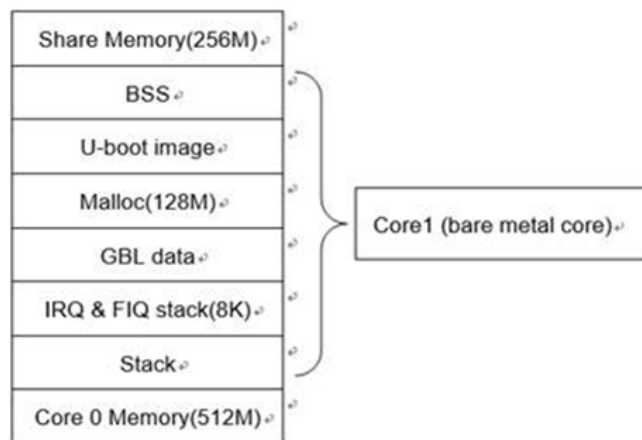 Share Memory(256M)
BSS
U-boot image
Malloc(128M)
GBL data
IRQ & FIQ stack(8K)
Stack
Core 0 Memory(512M)
Core1 (bare metal core)